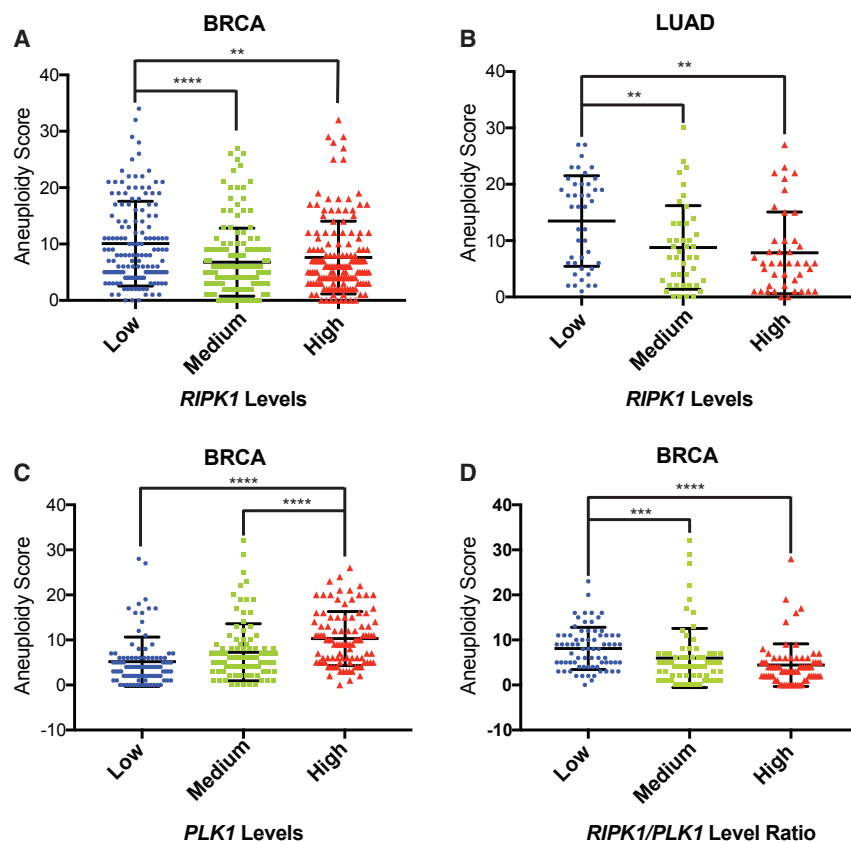 A
BRCA
**
****
Aneuploidy Score
40
30
20
10
0
Low
Medium
High
RIPK1 Levels
B
LUAD
**
**
Aneuploidy Score
40
30
20
10
0
Low
Medium
High
RIPK1 Levels
C
BRCA
****
****
Aneuploidy Score
40
30
20
10
0
-10
Low
Medium
High
PLK1 Levels
D
BRCA
****
***
Aneuploidy Score
40
30
20
10
0
-10
Low
Medium
High
RIPK1/PLK1 Level Ratio